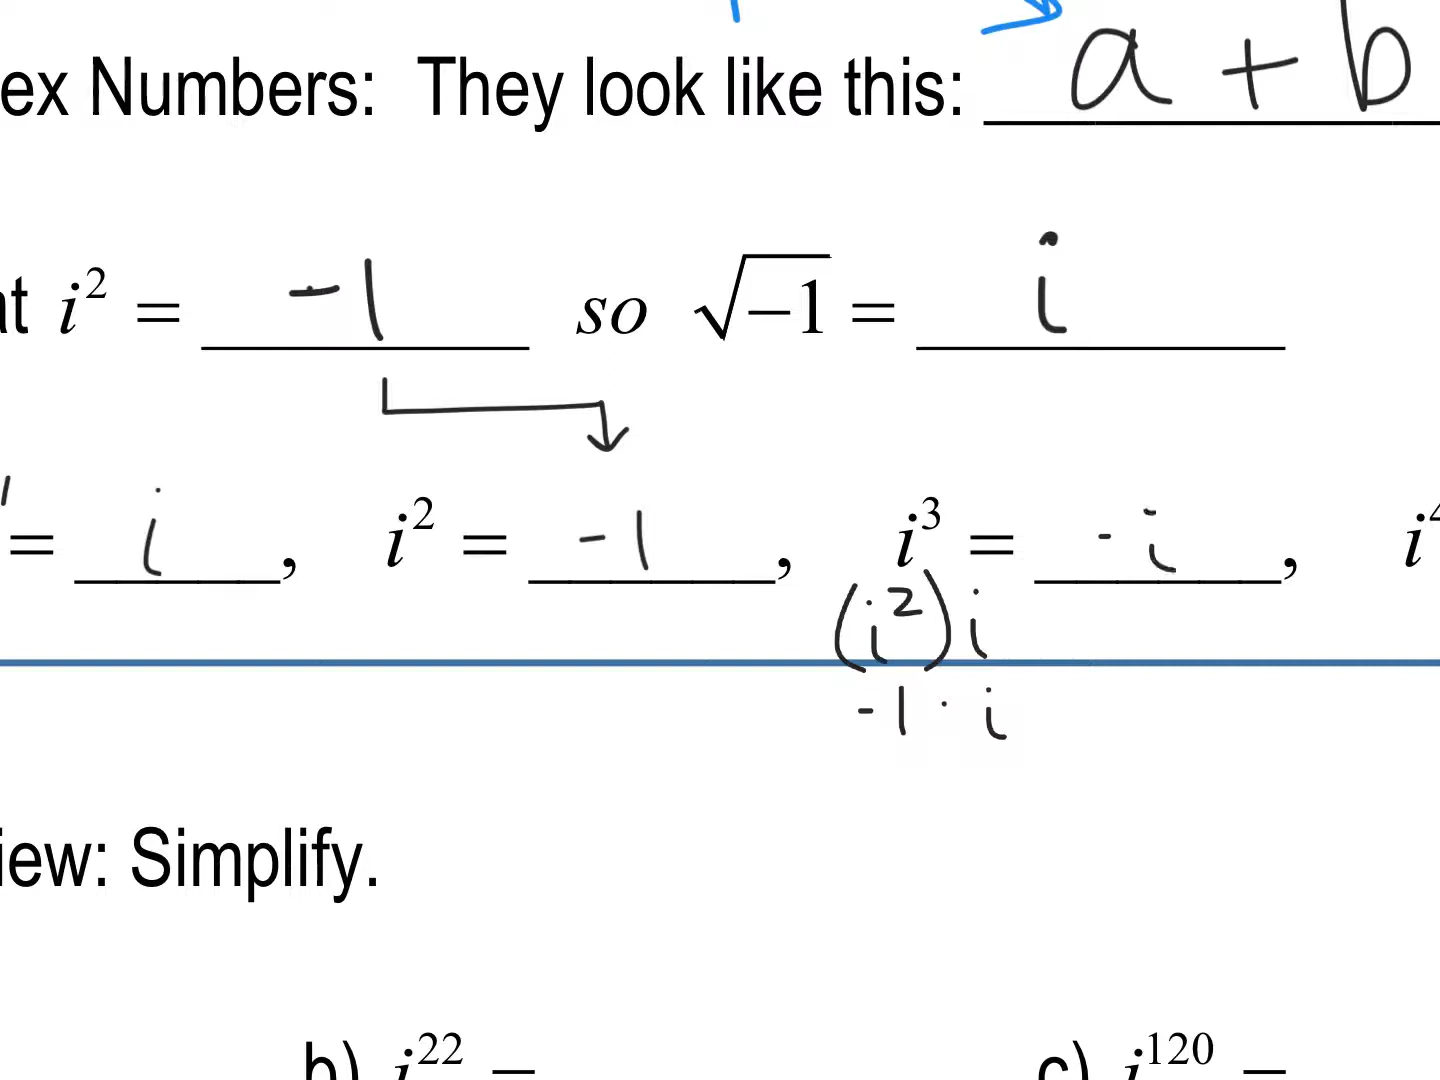 ex Numbers: They look like this: a + b
at i² = -1 so √-1 = i
= i, i² = -1, i³ = -i, i⁴
(i²)i
-1 · i
iew: Simplify.
b) i²² = c) i¹²⁰ =